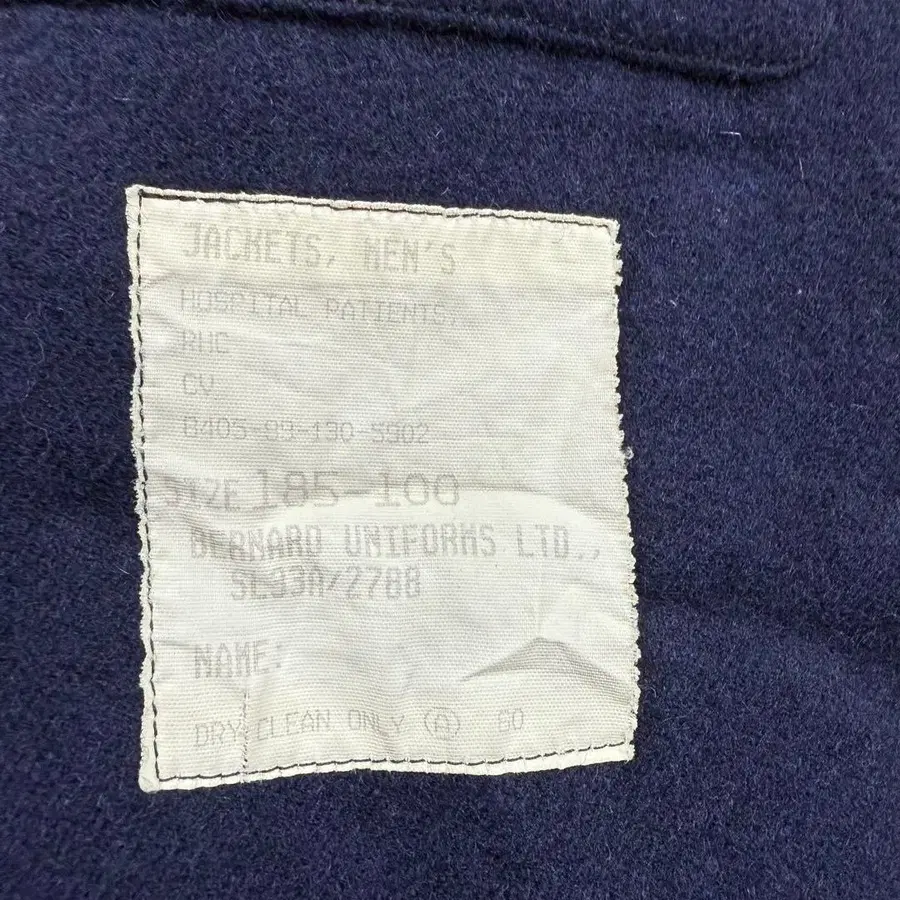 JACKETS, MEN'S
HOSPITAL PATIENTS,
RHC
CV
8405-99-130-5902
SIZE 185-100
BERNARD UNIFORMS LTD.,
SL33A/2788
NAME:
DRY CLEAN ONLY (A) 60